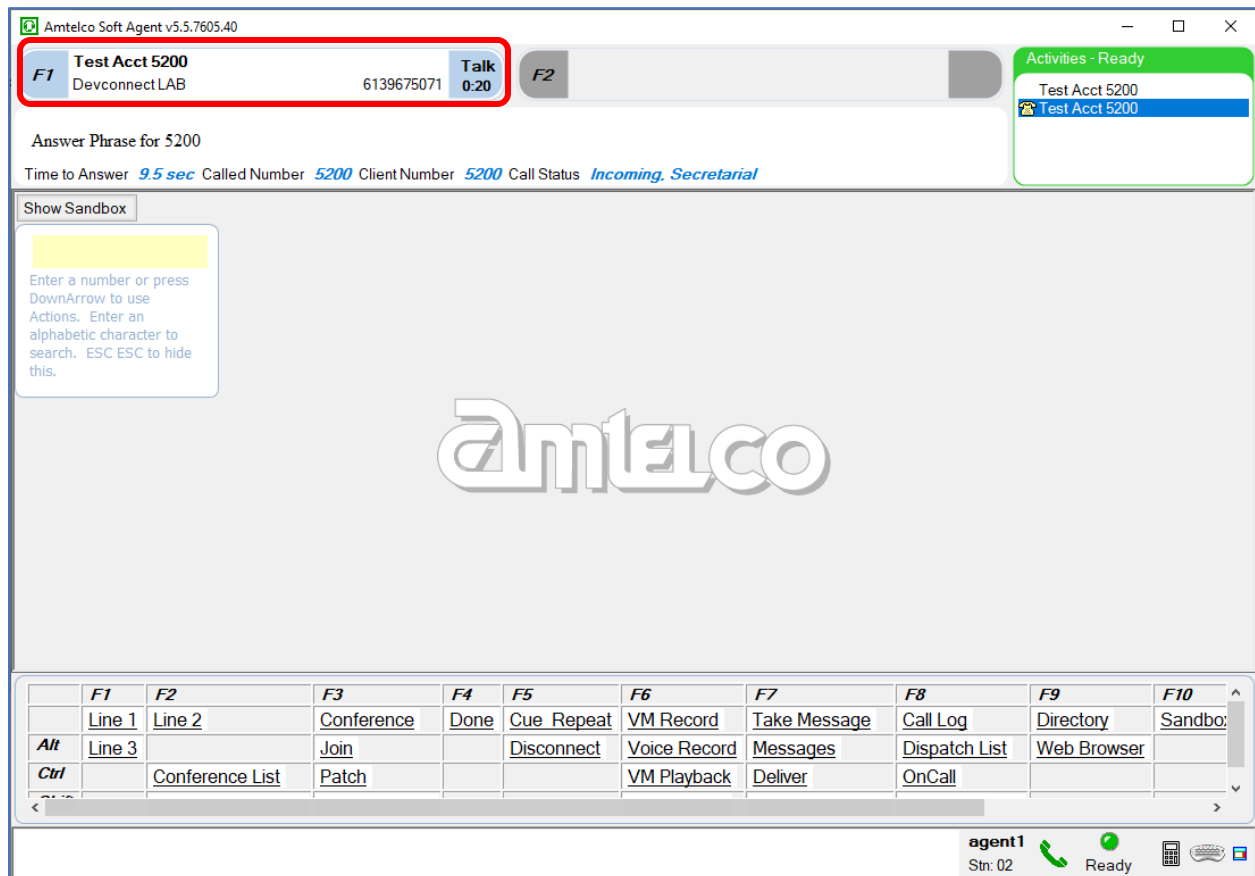 Amtelco Soft Agent v5.5.7605.40
F1 Test Acct 5200 Talk
Devconnect LAB 6139675071 0:20
F2
Activities - Ready
Test Acct 5200
Test Acct 5200
Answer Phrase for 5200
Time to Answer 9.5 sec Called Number 5200 Client Number 5200 Call Status Incoming, Secretarial
Show Sandbox
Enter a number or press
DownArrow to use
Actions. Enter an
alphabetic character to
search. ESC ESC to hide
this.
amtelco
F1 F2 F3 F4 F5 F6 F7 F8 F9 F10
Line 1 Line 2 Conference Done Cue Repeat VM Record Take Message Call Log Directory Sandbox
Alt Line 3 Join Disconnect Voice Record Messages Dispatch List Web Browser
Ctrl Conference List Patch VM Playback Deliver OnCall
agent1
Stn: 02 Ready